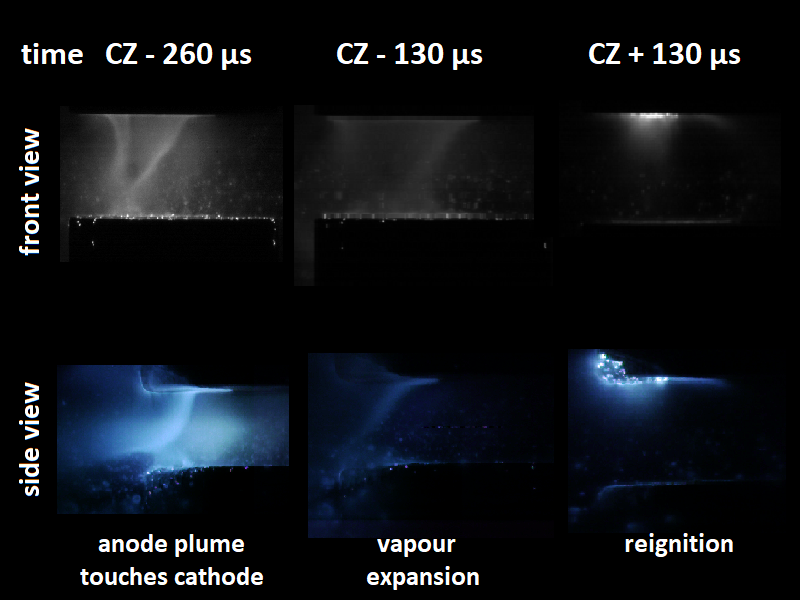 time CZ - 260 µs CZ - 130 µs CZ + 130 µs
front view
side view
anode plume vapour reignition
touches cathode expansion